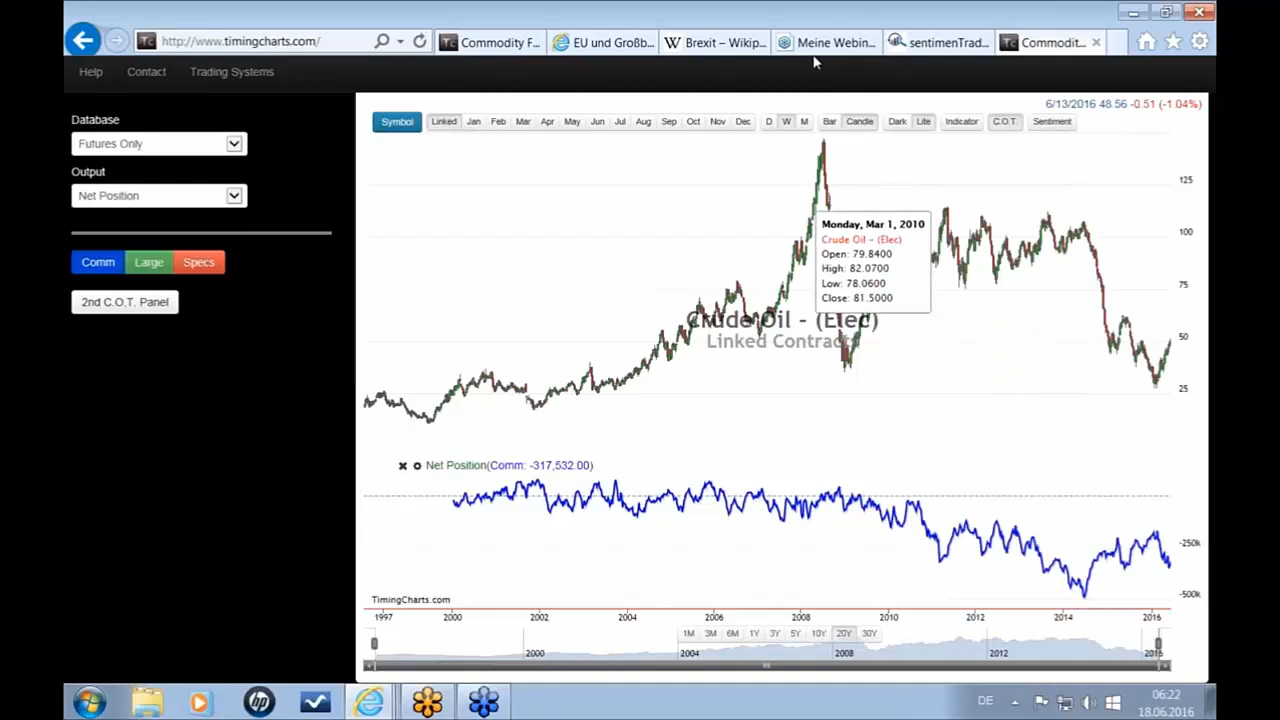 http://www.timingcharts.com/
Commodity F...
EU und Großb...
Brexit – Wikip...
Meine Webin...
sentimenTrad...
Commodit...
Help Contact Trading Systems
6/13/2016 48.56 -0.51 (-1.04%)
Database
Futures Only
Output
Net Position
Comm Large Specs
2nd C.O.T. Panel
Symbol Linked Jan Feb Mar Apr May Jun Jul Aug Sep Oct Nov Dec D W M Bar Candle Dark Lite Indicator C.O.T. Sentiment
125
100
75
50
25
Monday, Mar 1, 2010
Crude Oil - (Elec)
Open: 79.8400
High: 82.0700
Low: 78.0600
Close: 81.5000
Crude Oil - (Elec)
Linked Contracts
Net Position(Comm: -317,532.00)
-250k
-500k
TimingCharts.com
1997 2000 2002 2004 2006 2008 2010 2012 2014 2016
1M 3M 6M 1Y 3Y 5Y 10Y 20Y 30Y
2000 2004 2008 2012 2016
DE
06:22
18.06.2016